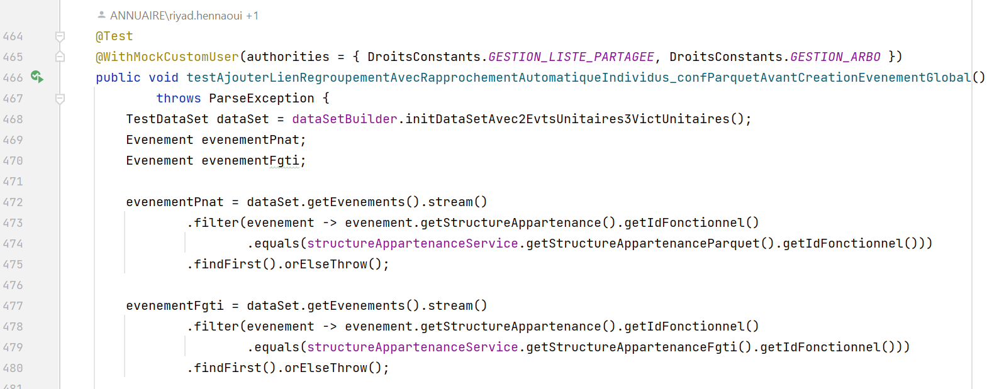 ANNUAIRE\riyad.hennaoui +1
464 @Test
465 @WithMockCustomUser(authorities = { DroitsConstants.GESTION_LISTE_PARTAGEE, DroitsConstants.GESTION_ARBO })
466 public void testAjouterLienRegroupementAvecRapprochementAutomatiqueIndividus_confParquetAvantCreationEvenementGlobal()
467 throws ParseException {
468 TestDataSet dataSet = dataSetBuilder.initDataSetAvec2EvtsUnitaires3VictUnitaires();
469 Evenement evenementPnat;
470 Evenement evenementFgti;
471
472 evenementPnat = dataSet.getEvenements().stream()
473 .filter(evenement -> evenement.getStructureAppartenance().getIdFonctionnel()
474 .equals(structureAppartenanceService.getStructureAppartenanceParquet().getIdFonctionnel()))
475 .findFirst().orElseThrow();
476
477 evenementFgti = dataSet.getEvenements().stream()
478 .filter(evenement -> evenement.getStructureAppartenance().getIdFonctionnel()
479 .equals(structureAppartenanceService.getStructureAppartenanceFgti().getIdFonctionnel()))
480 .findFirst().orElseThrow();
481